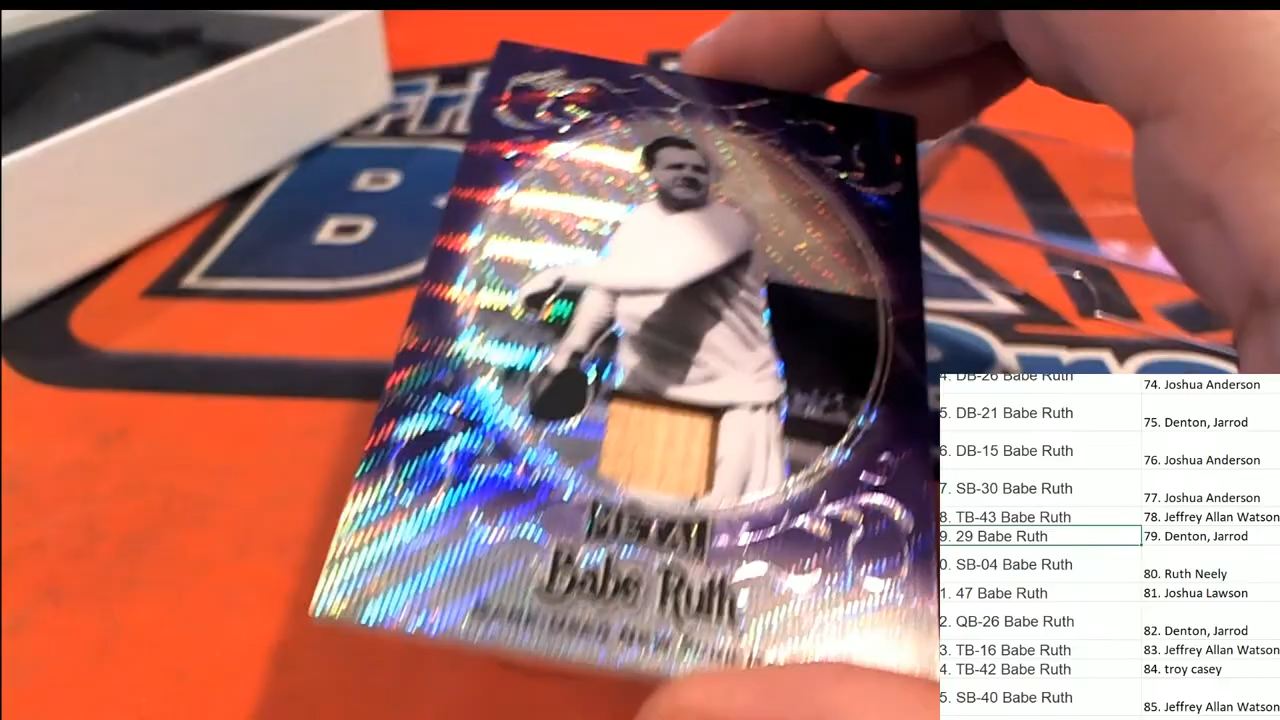 Babe Ruth
4. DB-26 Babe Ruth 74. Joshua Anderson
5. DB-21 Babe Ruth 75. Denton, Jarrod
6. DB-15 Babe Ruth 76. Joshua Anderson
7. SB-30 Babe Ruth 77. Joshua Anderson
8. TB-43 Babe Ruth 78. Jeffrey Allan Watson
9. 29 Babe Ruth 79. Denton, Jarrod
0. SB-04 Babe Ruth 80. Ruth Neely
1. 47 Babe Ruth 81. Joshua Lawson
2. QB-26 Babe Ruth 82. Denton, Jarrod
3. TB-16 Babe Ruth 83. Jeffrey Allan Watson
4. TB-42 Babe Ruth 84. troy casey
5. SB-40 Babe Ruth 85. Jeffrey Allan Watson